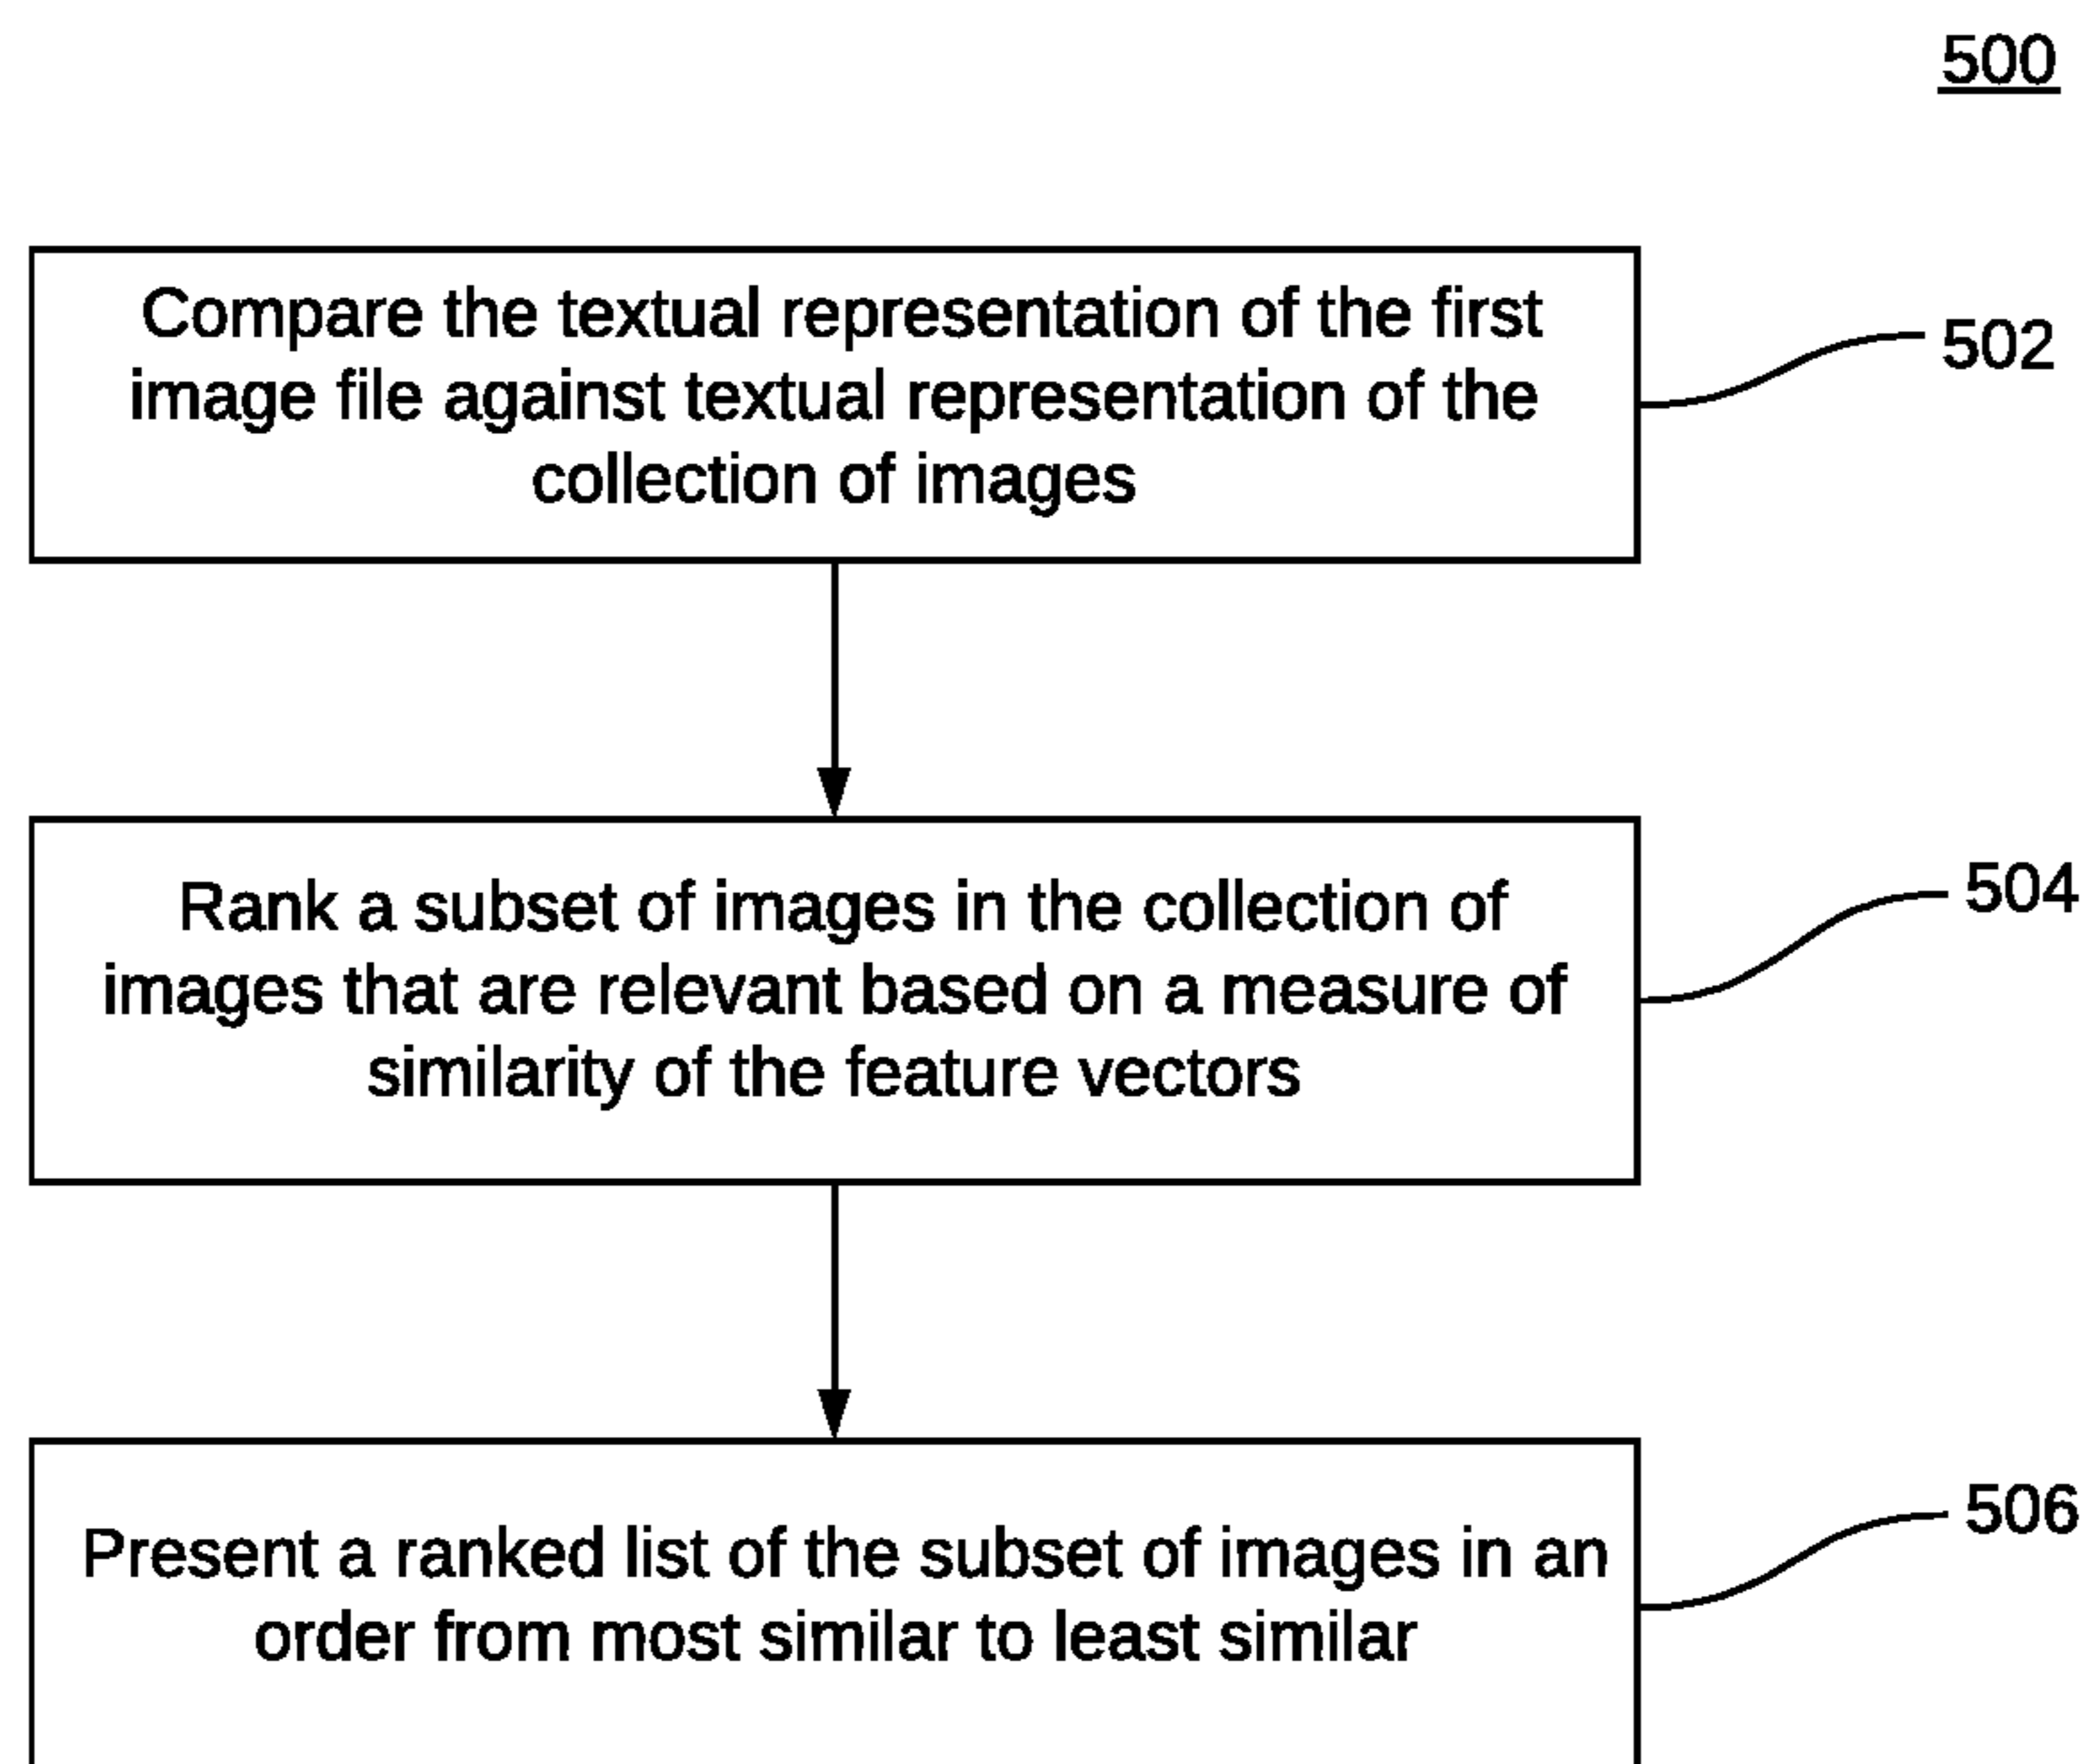 500
Compare the textual representation of the first
image file against textual representation of the
collection of images
502
Rank a subset of images in the collection of
images that are relevant based on a measure of
similarity of the feature vectors
504
Present a ranked list of the subset of images in an
order from most similar to least similar
506